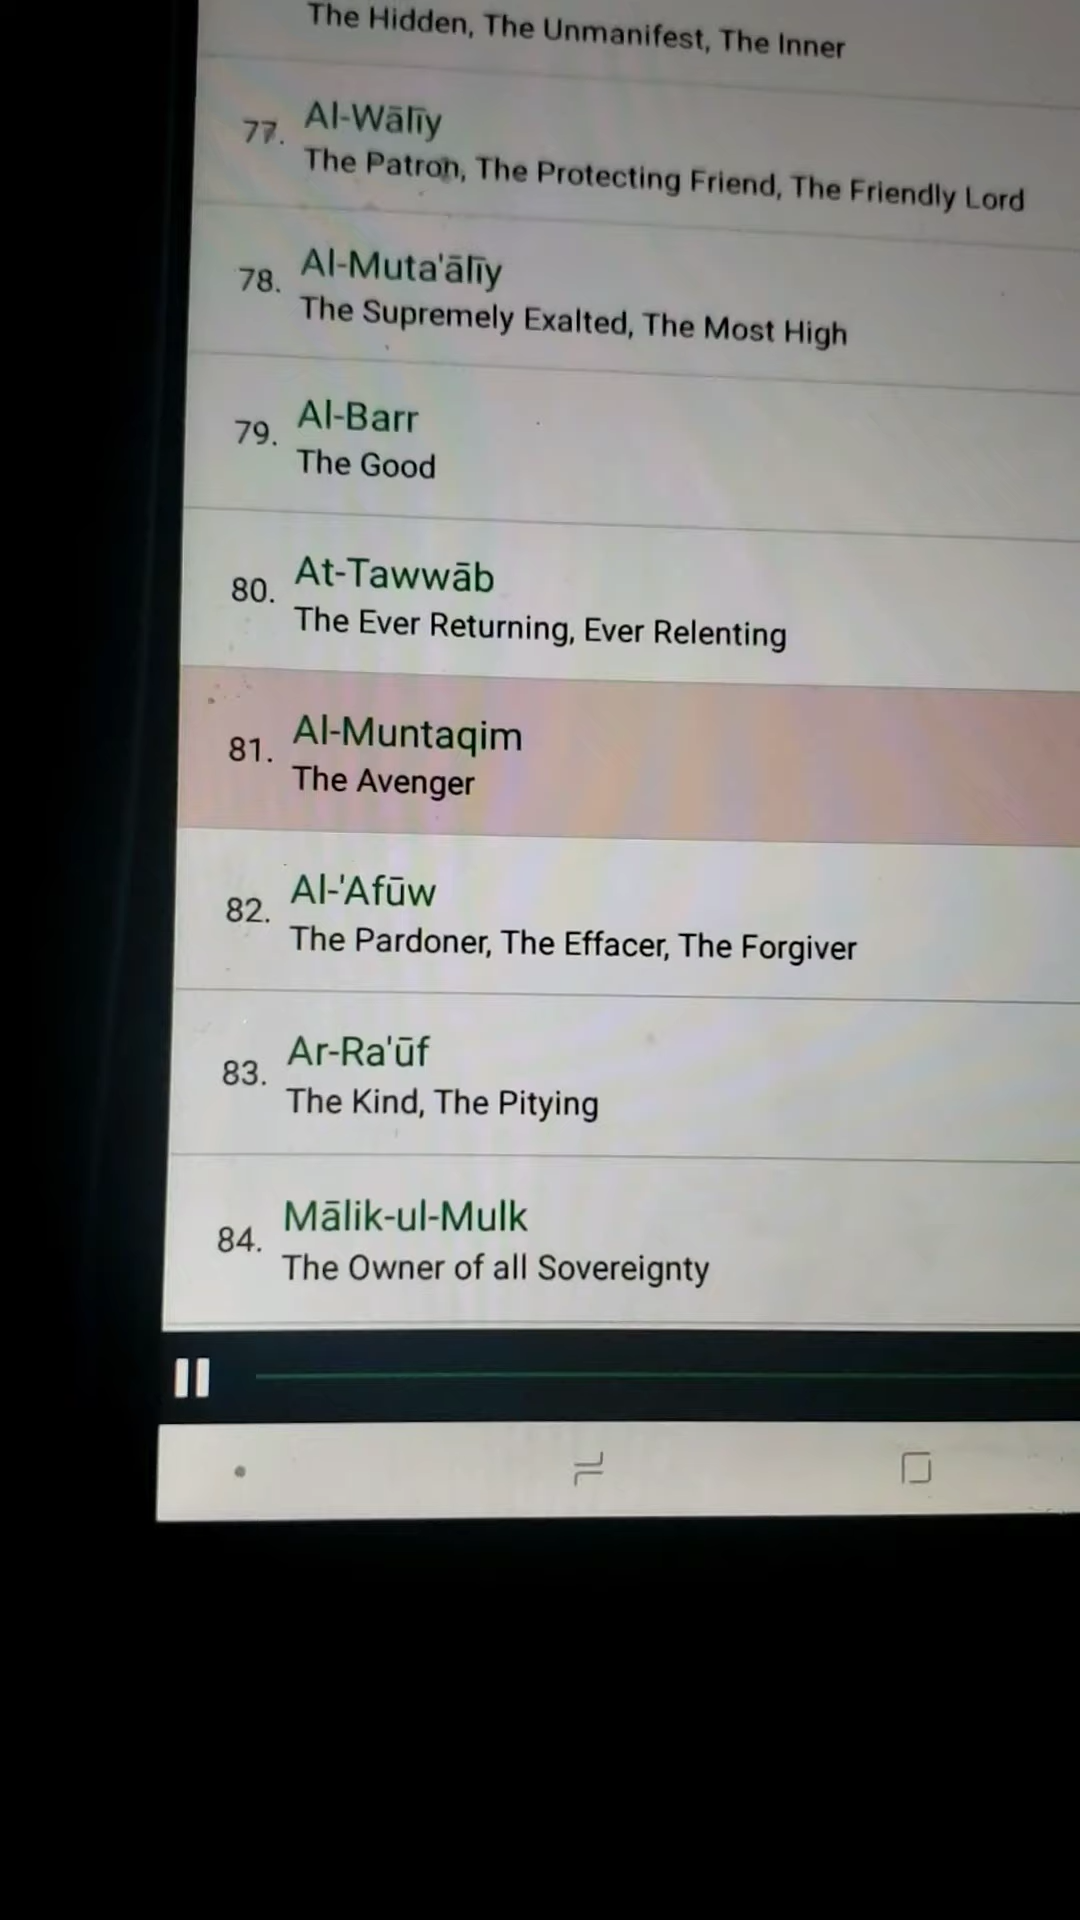 The Hidden, The Unmanifest, The Inner
77. Al-Wālīy
The Patron, The Protecting Friend, The Friendly Lord
78. Al-Muta'ālīy
The Supremely Exalted, The Most High
79. Al-Barr
The Good
80. At-Tawwāb
The Ever Returning, Ever Relenting
81. Al-Muntaqim
The Avenger
82. Al-'Afūw
The Pardoner, The Effacer, The Forgiver
83. Ar-Ra'ūf
The Kind, The Pitying
84. Mālik-ul-Mulk
The Owner of all Sovereignty